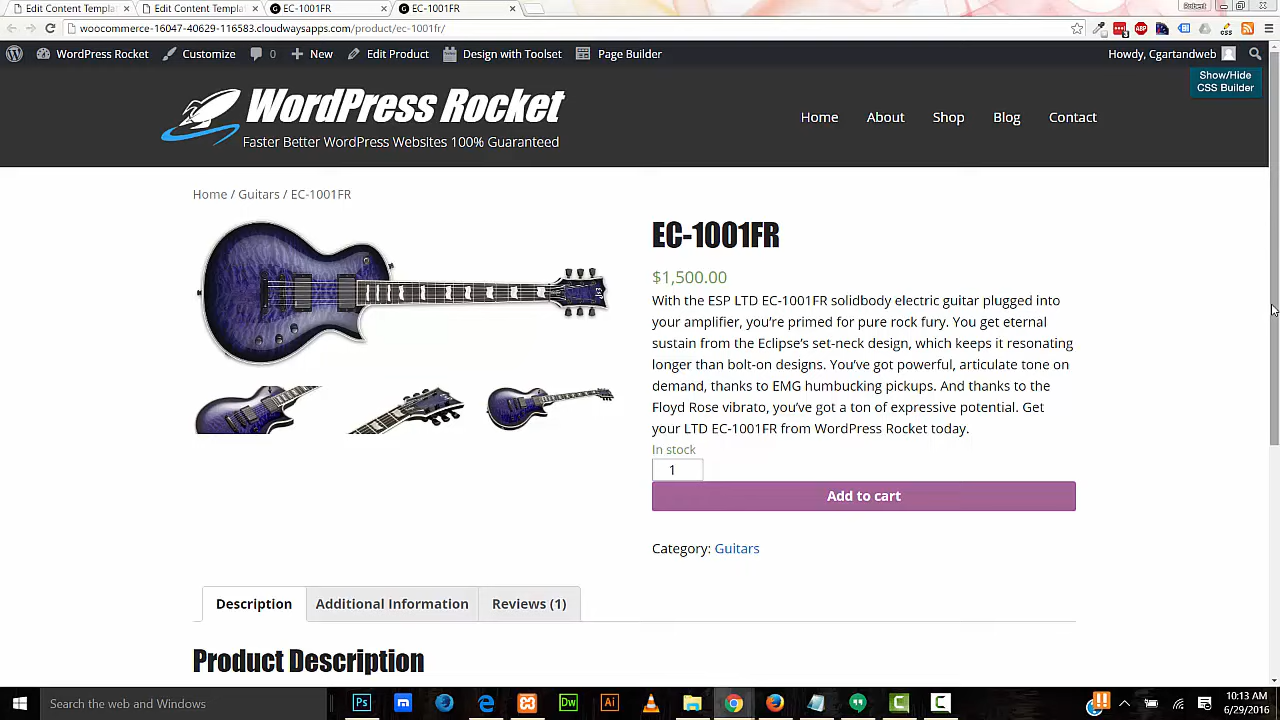 Edit Content Templat
Edit Content Templat
EC-1001FR
EC-1001FR
Robert
woocommerce-16047-40629-116583.cloudwaysapps.com/product/ec-1001fr/
WordPress Rocket
Customize
0
New
Edit Product
Design with Toolset
Page Builder
Howdy, Cgartandweb
Show/Hide
CSS Builder
WordPress Rocket
Faster Better WordPress Websites 100% Guaranteed
Home
About
Shop
Blog
Contact
Home / Guitars / EC-1001FR
EC-1001FR
$1,500.00
With the ESP LTD EC-1001FR solidbody electric guitar plugged into
your amplifier, you're primed for pure rock fury. You get eternal
sustain from the Eclipse's set-neck design, which keeps it resonating
longer than bolt-on designs. You've got powerful, articulate tone on
demand, thanks to EMG humbucking pickups. And thanks to the
Floyd Rose vibrato, you've got a ton of expressive potential. Get
your LTD EC-1001FR from WordPress Rocket today.
In stock
1
Add to cart
Category: Guitars
Description
Additional Information
Reviews (1)
Product Description
Search the web and Windows
10:13 AM
6/29/2016